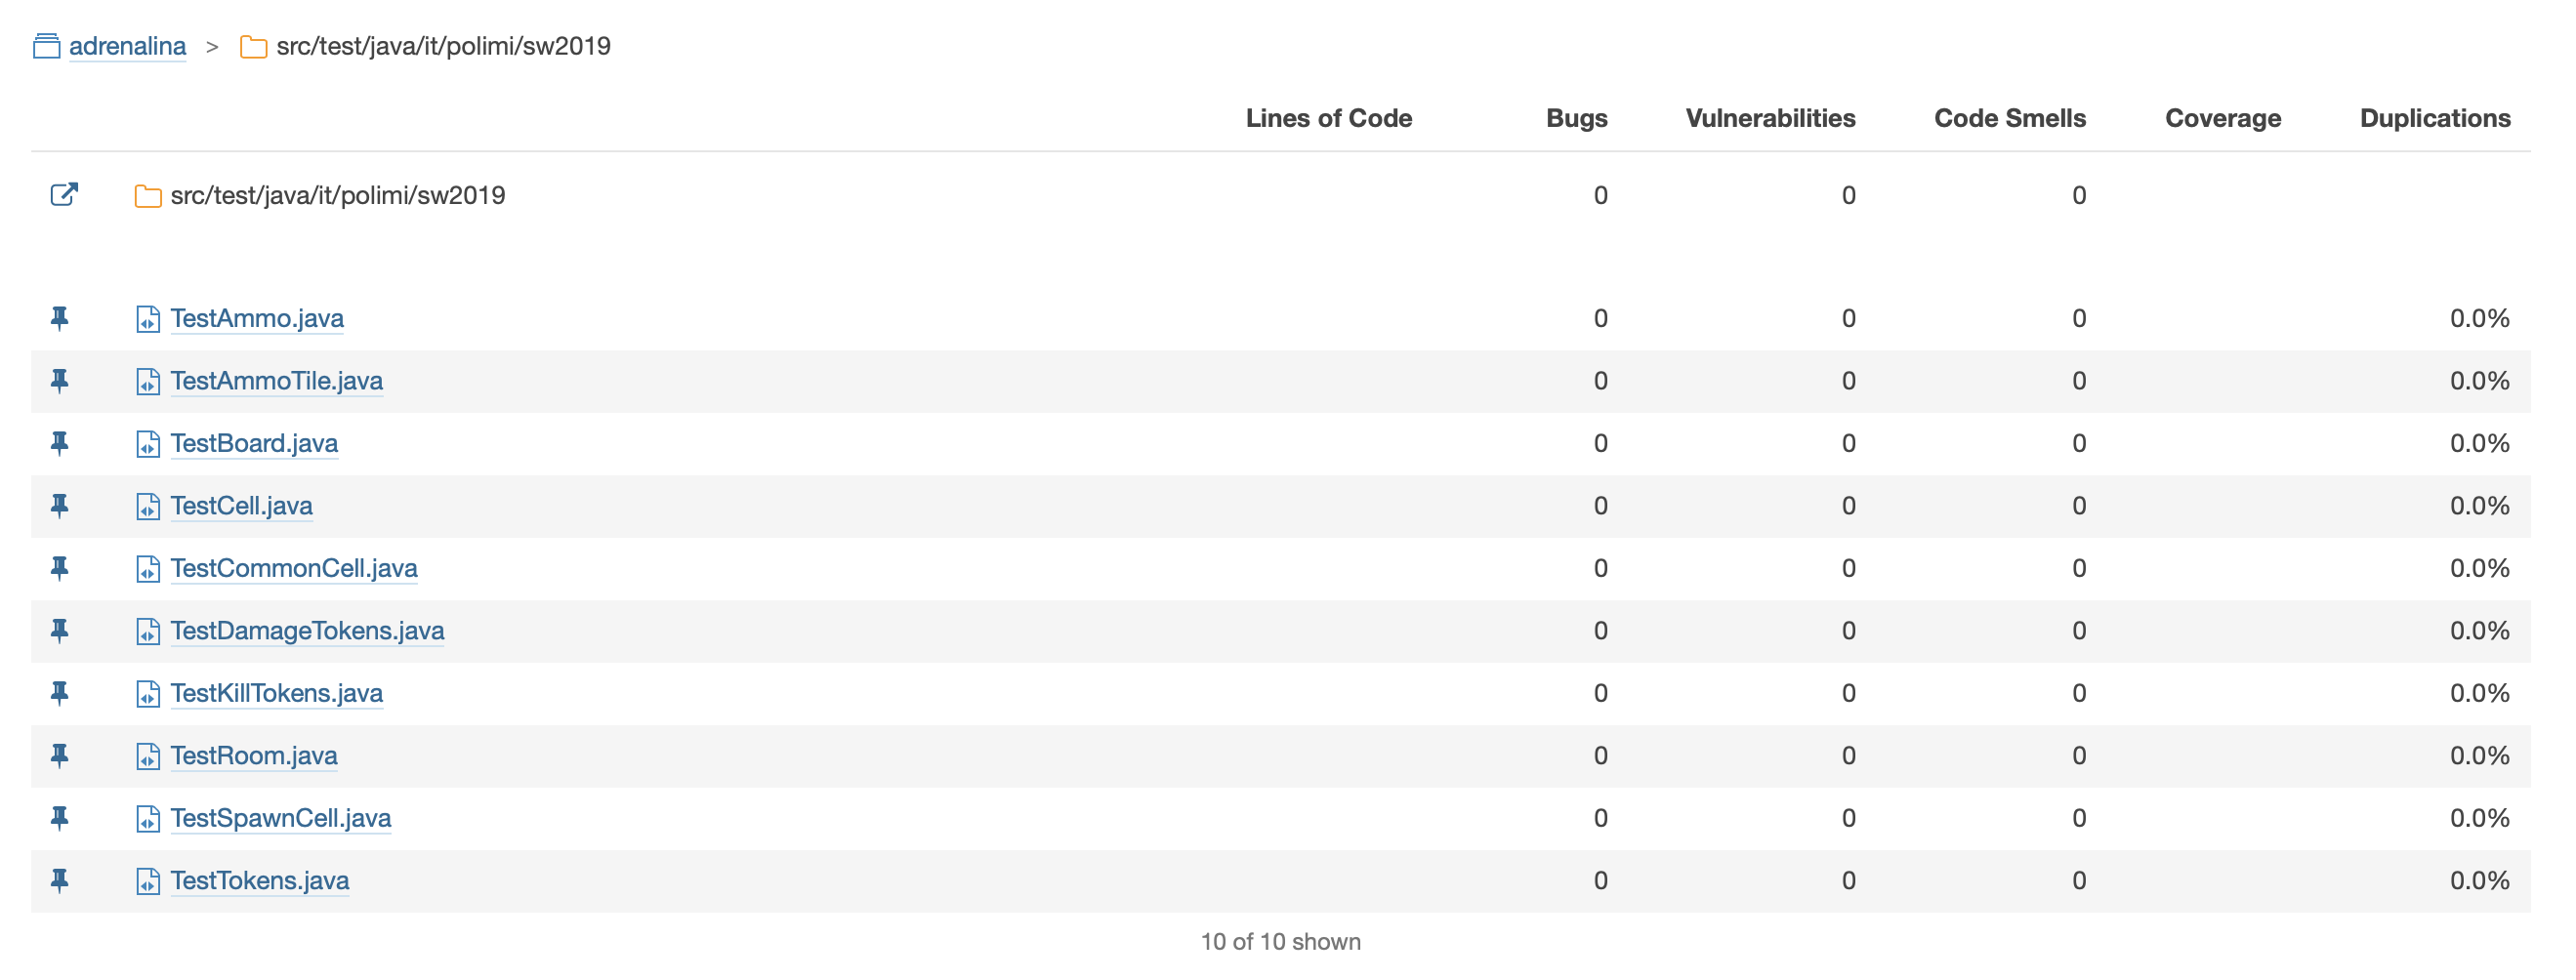 adrenalina > src/test/java/it/polimi/sw2019
Lines of Code Bugs Vulnerabilities Code Smells Coverage Duplications
src/test/java/it/polimi/sw2019 0 0 0
TestAmmo.java 0 0 0 0.0%
TestAmmoTile.java 0 0 0 0.0%
TestBoard.java 0 0 0 0.0%
TestCell.java 0 0 0 0.0%
TestCommonCell.java 0 0 0 0.0%
TestDamageTokens.java 0 0 0 0.0%
TestKillTokens.java 0 0 0 0.0%
TestRoom.java 0 0 0 0.0%
TestSpawnCell.java 0 0 0 0.0%
TestTokens.java 0 0 0 0.0%
10 of 10 shown